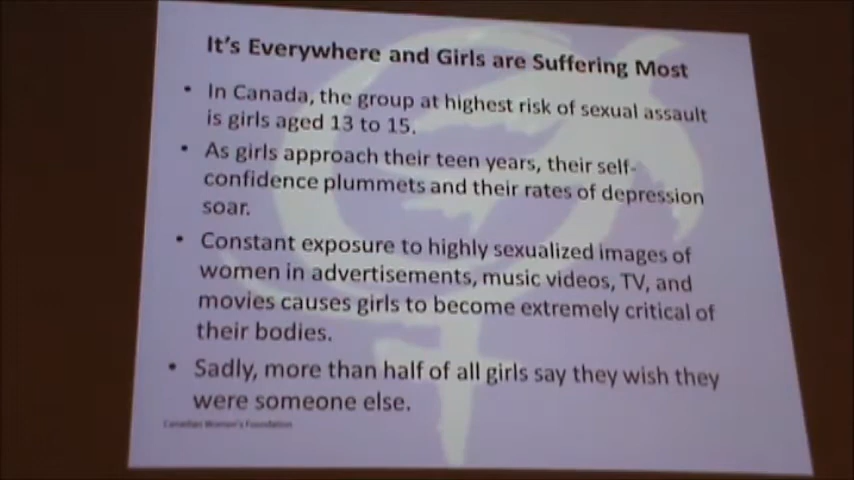 It's Everywhere and Girls are Suffering Most
• In Canada, the group at highest risk of sexual assault
is girls aged 13 to 15.
• As girls approach their teen years, their self-
confidence plummets and their rates of depression
soar.
• Constant exposure to highly sexualized images of
women in advertisements, music videos, TV, and
movies causes girls to become extremely critical of
their bodies.
• Sadly, more than half of all girls say they wish they
were someone else.
Canadian Women's Foundation